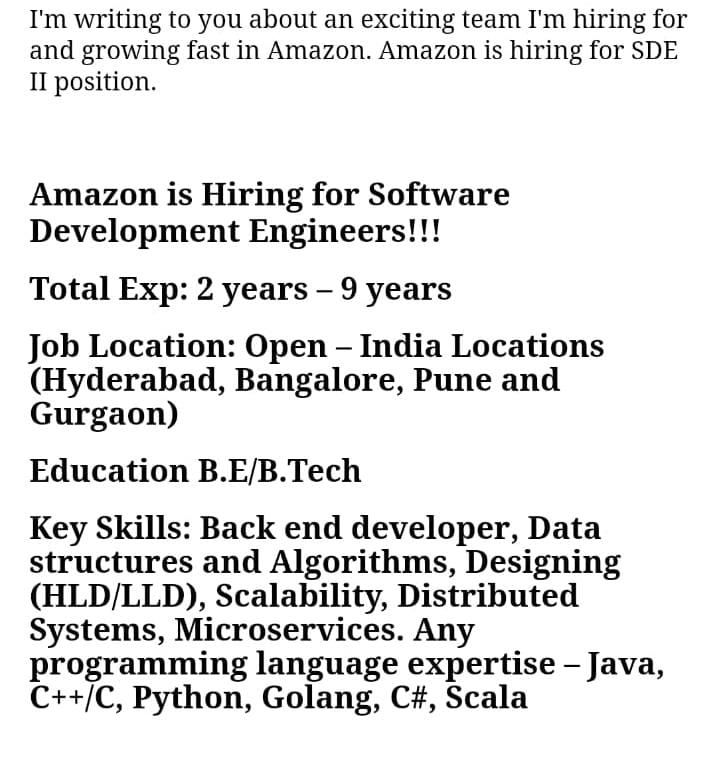 I'm writing to you about an exciting team I'm hiring for
and growing fast in Amazon. Amazon is hiring for SDE
II position.
Amazon is Hiring for Software
Development Engineers!!!
Total Exp: 2 years – 9 years
Job Location: Open – India Locations
(Hyderabad, Bangalore, Pune and
Gurgaon)
Education B.E/B.Tech
Key Skills: Back end developer, Data
structures and Algorithms, Designing
(HLD/LLD), Scalability, Distributed
Systems, Microservices. Any
programming language expertise – Java,
C++/C, Python, Golang, C#, Scala